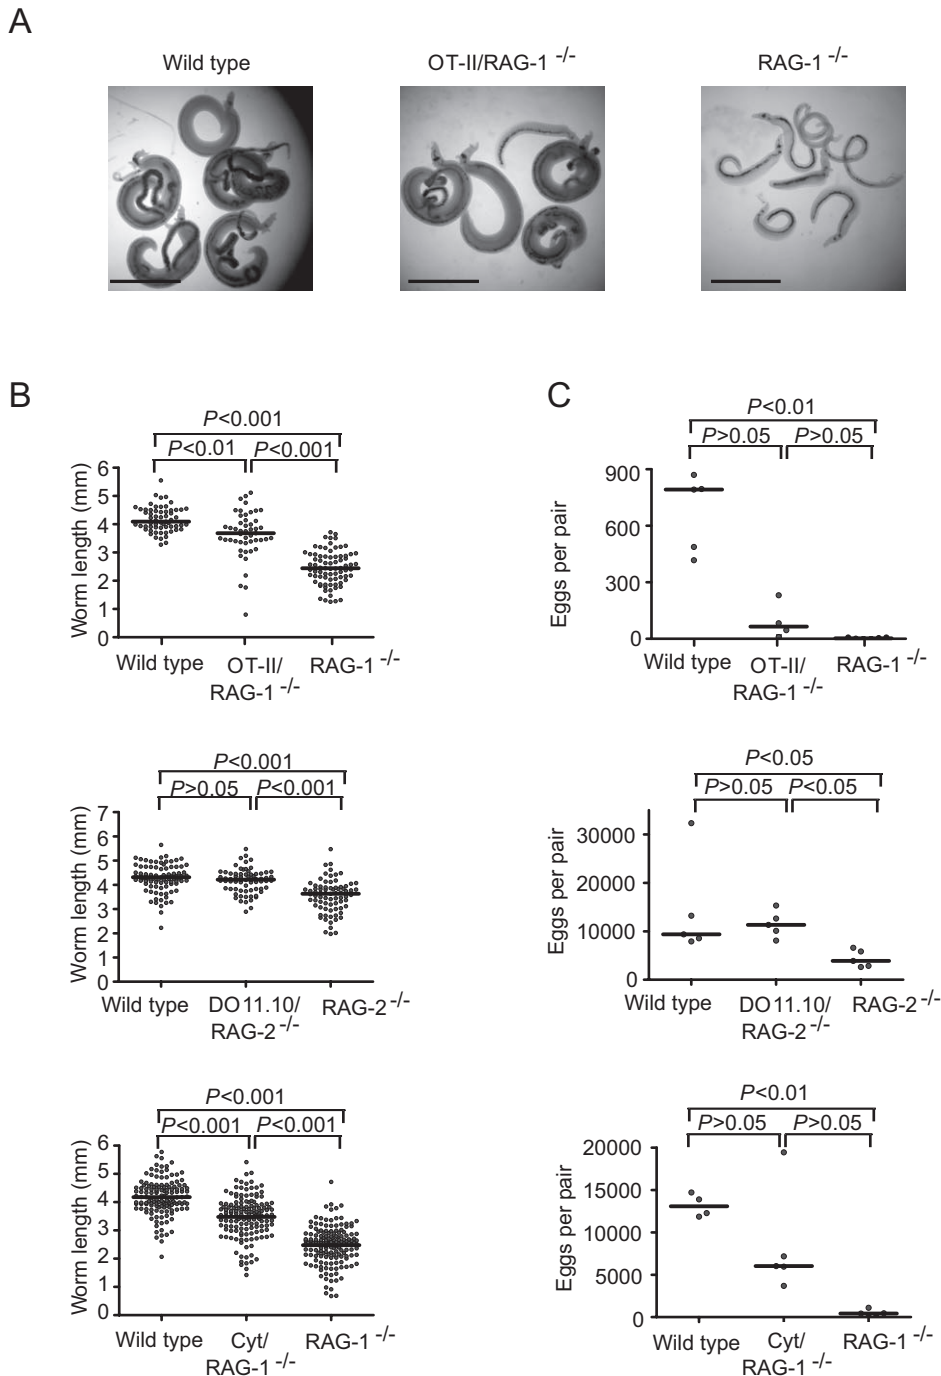 A
Wild type
OT-II/RAG-1 -/-
RAG-1 -/-
B
P<0.001
P<0.01 P<0.001
Worm length (mm)
6
5
4
3
2
1
0
Wild type OT-II/ RAG-1 -/-
RAG-1 -/-
C
P<0.01
P>0.05 P>0.05
Eggs per pair
900
600
300
0
Wild type OT-II/ RAG-1 -/-
RAG-1 -/-
P<0.001
P>0.05 P<0.001
Worm length (mm)
7
6
5
4
3
2
1
0
Wild type DO11.10/ RAG-2 -/-
RAG-2 -/-
P<0.05
P>0.05 P<0.05
Eggs per pair
30000
20000
10000
0
Wild type DO11.10/ RAG-2 -/-
RAG-2 -/-
P<0.001
P<0.001 P<0.001
Worm length (mm)
6
5
4
3
2
1
0
Wild type Cyt/ RAG-1 -/-
RAG-1 -/-
P<0.01
P>0.05 P>0.05
Eggs per pair
20000
15000
10000
5000
0
Wild type Cyt/ RAG-1 -/-
RAG-1 -/-